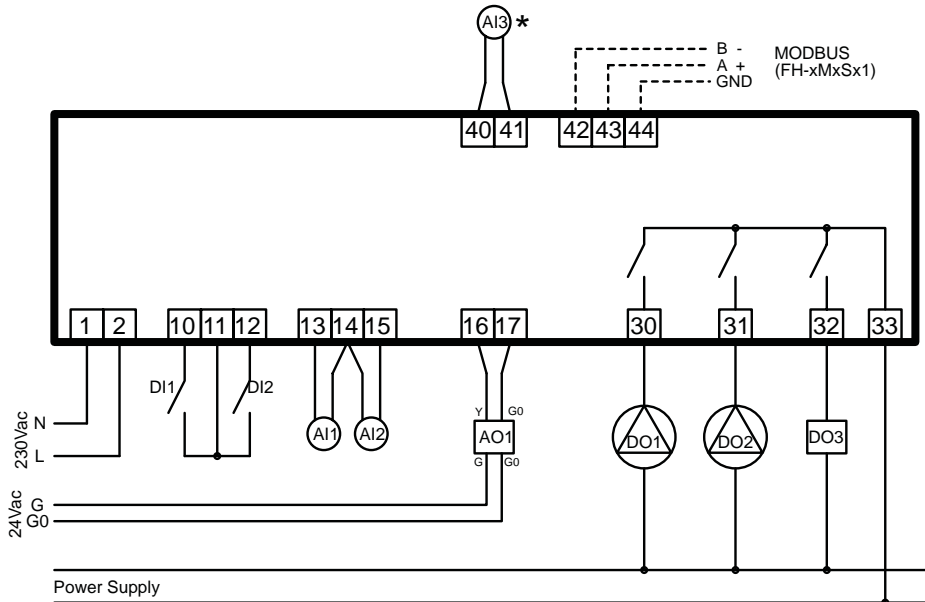 AI3 *
B -
A +
GND
MODBUS
(FH-xMxSx1)
40 41 42 43 44
1 2 10 11 12 13 14 15 16 17 30 31 32 33
DI1 DI2
AI1 AI2
Y G0
AO1
G G0
DO1 DO2 DO3
230Vac
N
L
24Vac
G
G0
Power Supply